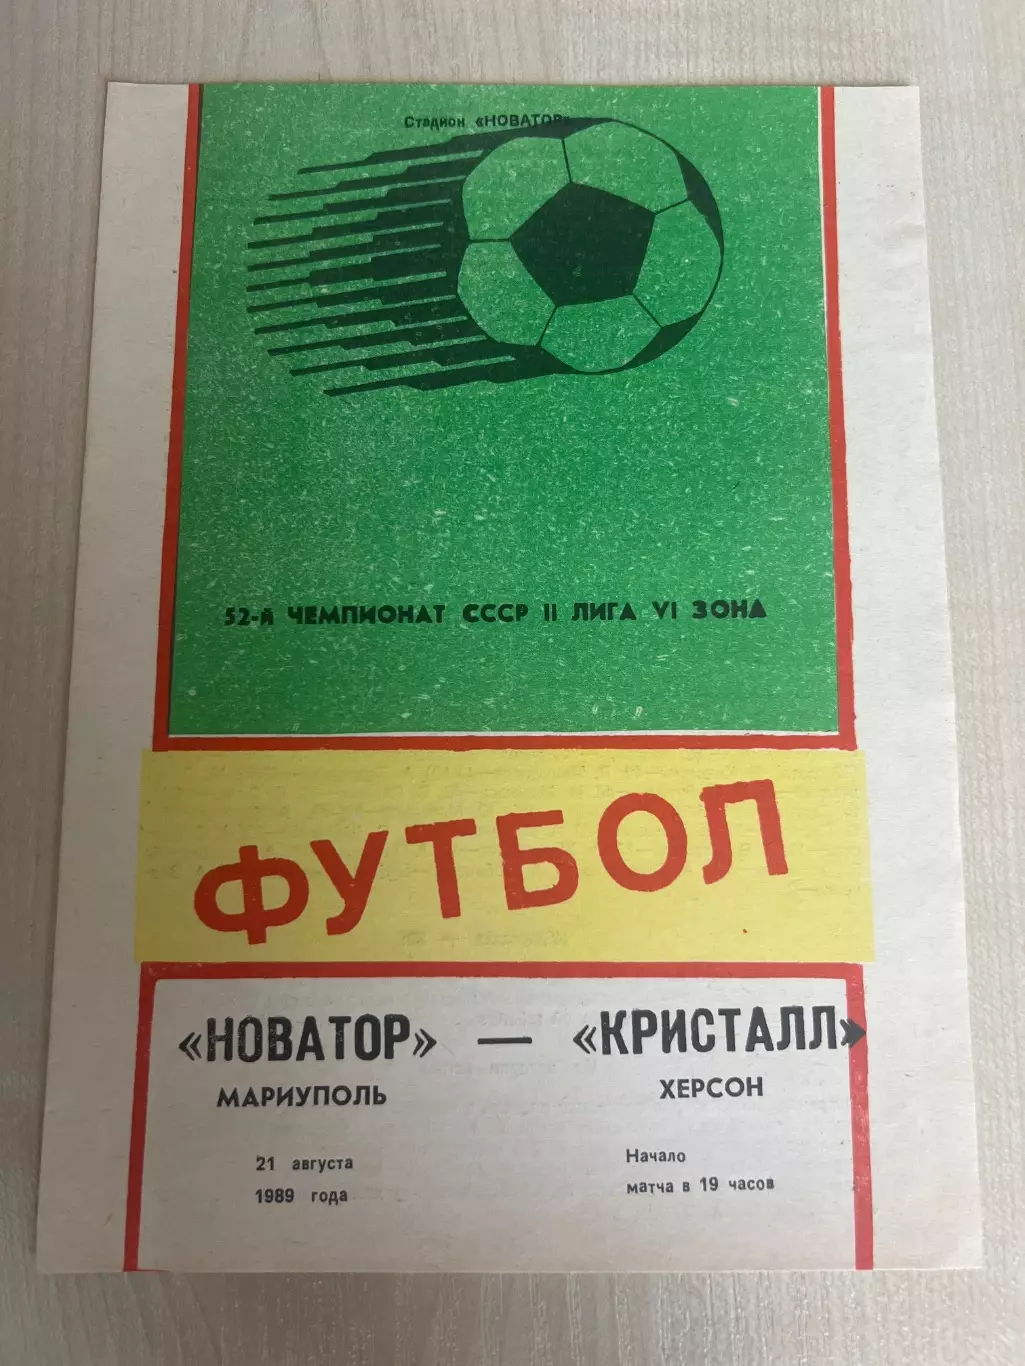 Стадион «НОВАТОР»
52-й ЧЕМПИОНАТ СССР II ЛИГА VI ЗОНА
ФУТБОЛ
«НОВАТОР» — «КРИСТАЛЛ»
МАРИУПОЛЬ ХЕРСОН
21 августа Начало
1989 года матча в 19 часов